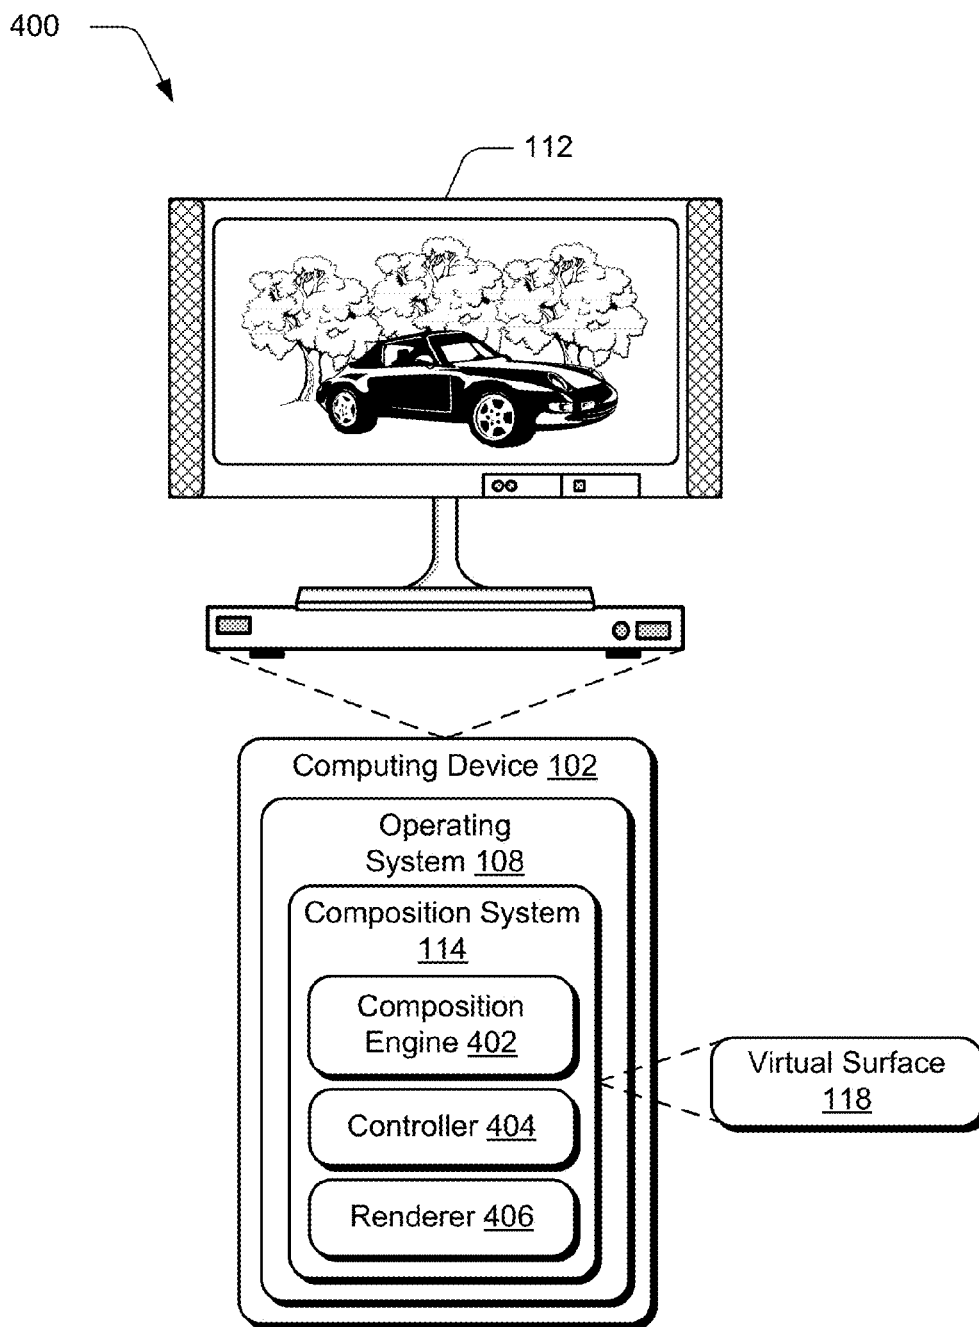 400
112
Computing Device 102
Operating
System 108
Composition System
114
Composition
Engine 402
Controller 404
Renderer 406
Virtual Surface
118